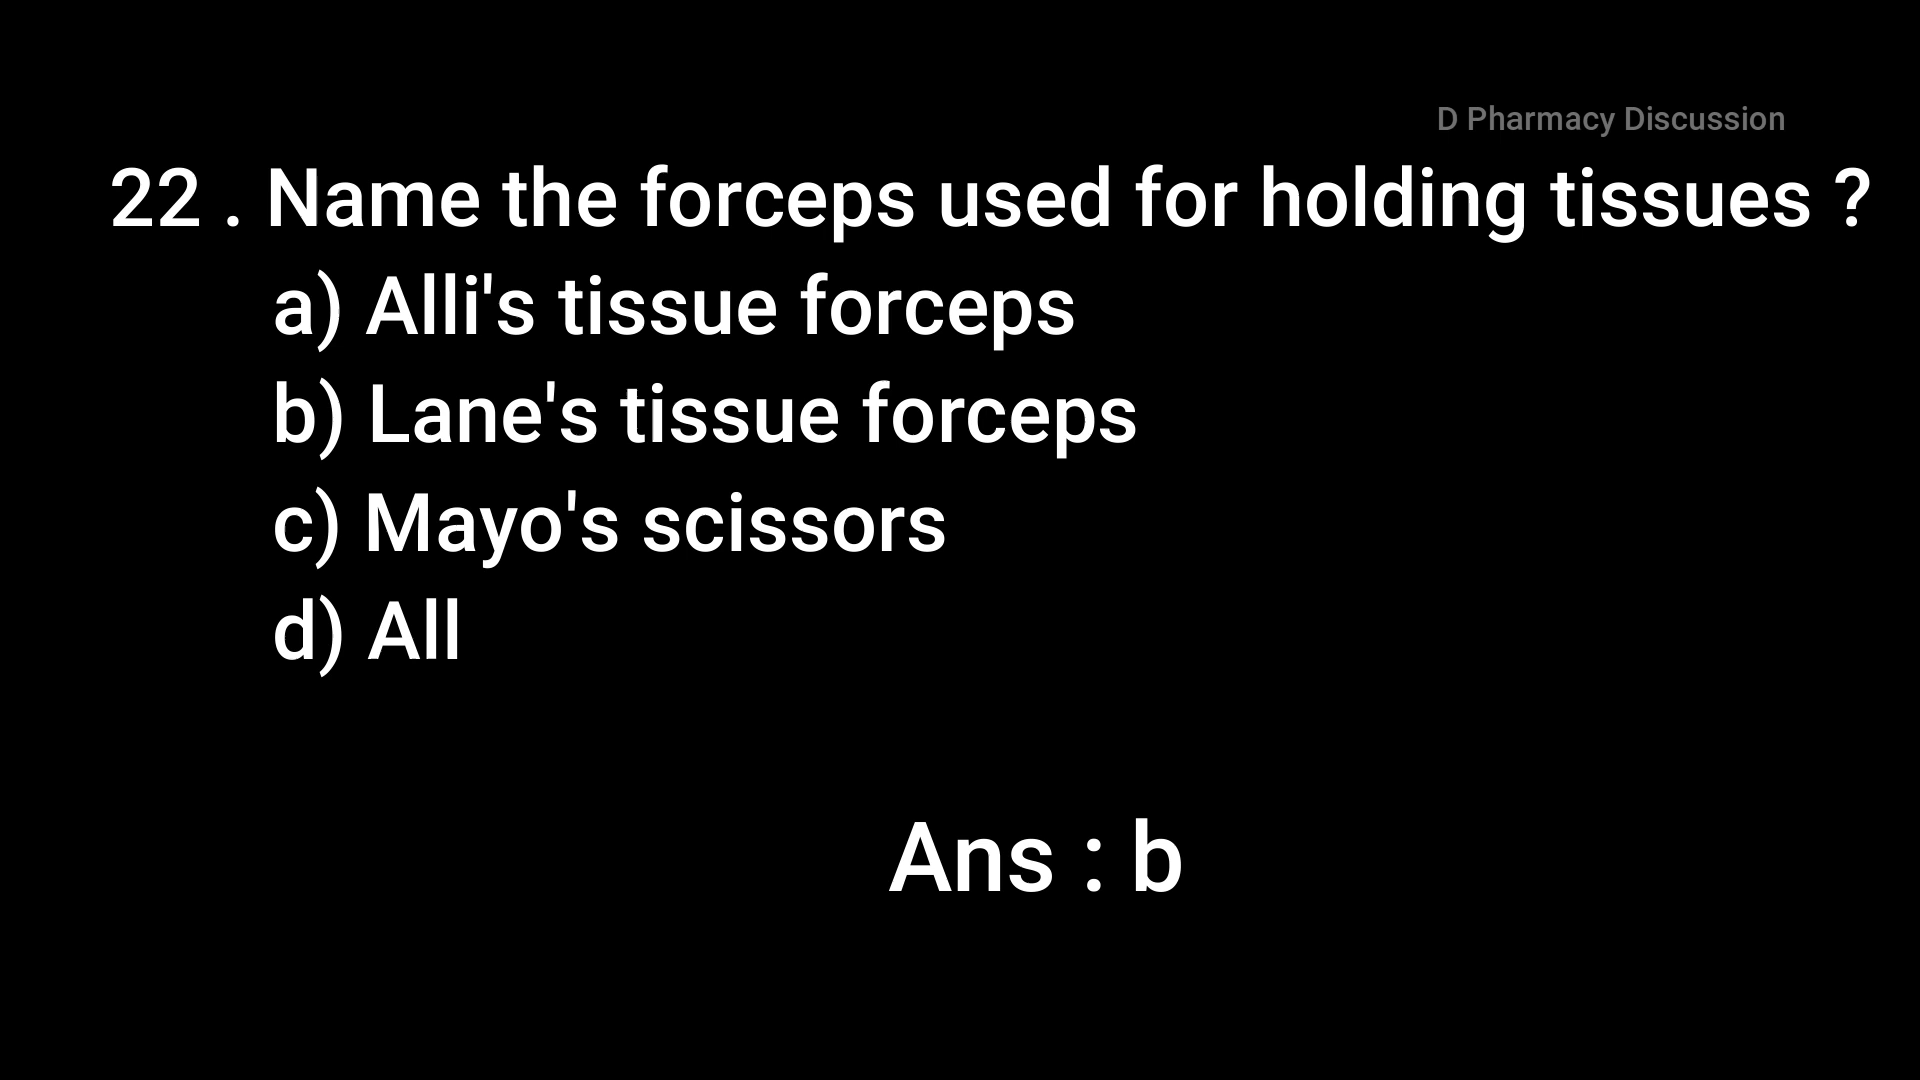 D Pharmacy Discussion
22 . Name the forceps used for holding tissues ?
a) Alli's tissue forceps
b) Lane's tissue forceps
c) Mayo's scissors
d) All
Ans : b